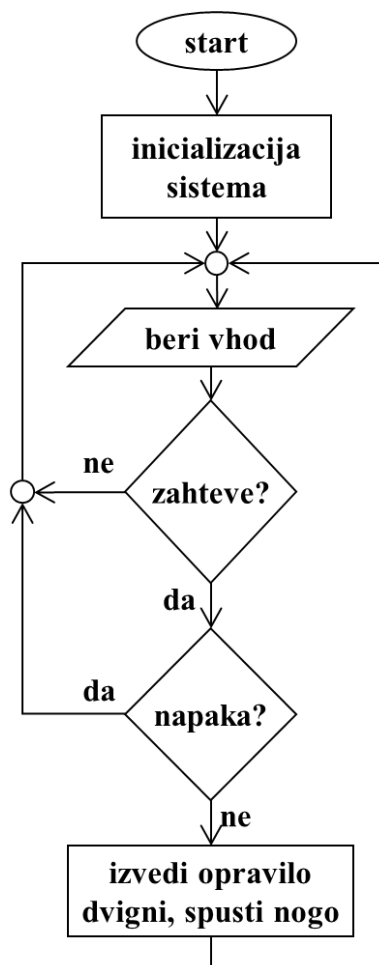 start
inicializacija
sistema
beri vhod
ne
zahteve?
da
da
napaka?
ne
izvedi opravilo
dvigni, spusti nogo